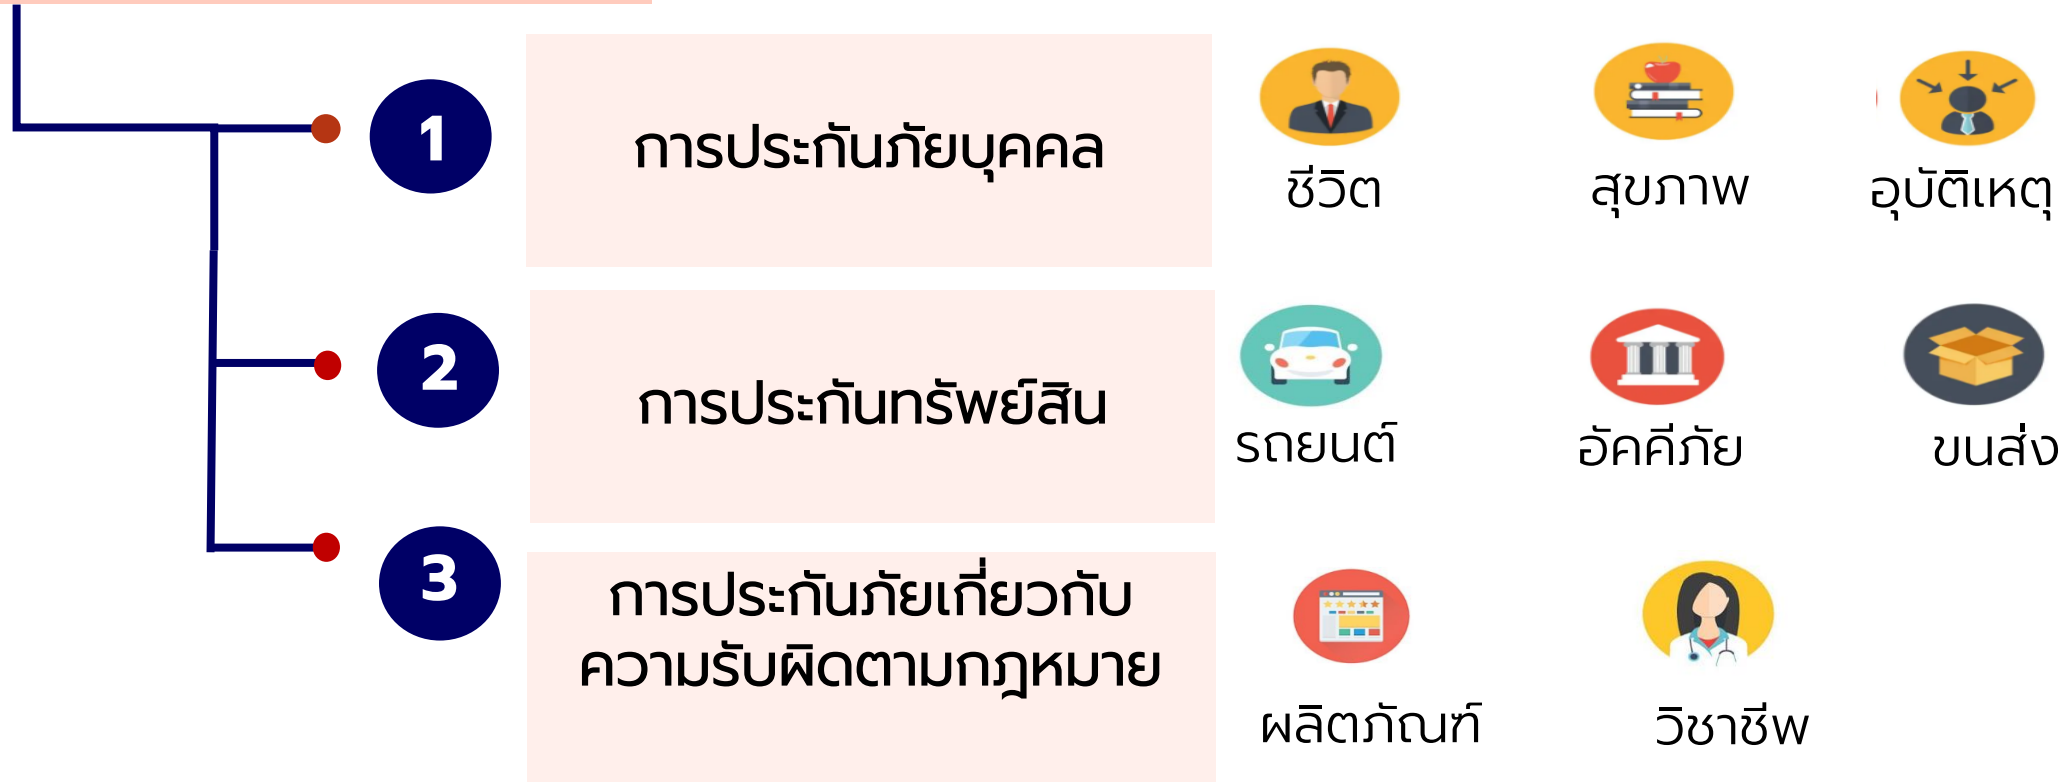 1
การประกันภัยบุคคล
ชีวิต
สุขภาพ
อุบัติเหตุ
2
การประกันทรัพย์สิน
รถยนต์
อัคคีภัย
ขนส่ง
3
การประกันภัยเกี่ยวกับ
ความรับผิดตามกฎหมาย
ผลิตภัณฑ์
วิชาชีพ